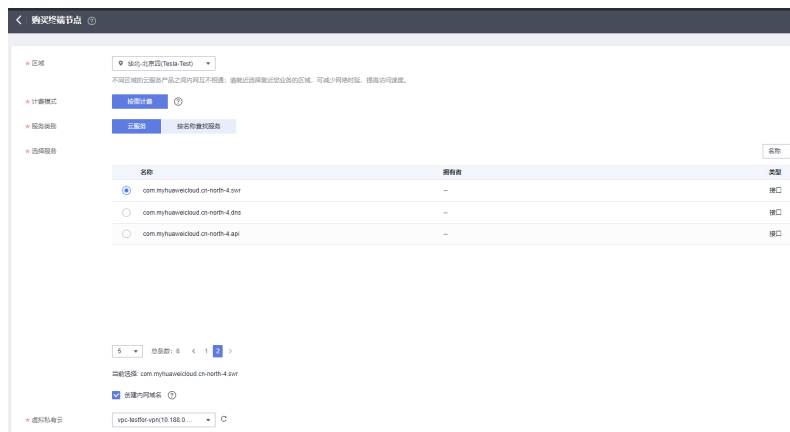 购买终端节点
区域
华北-北京四(Tesla-Test)
不同区域的云服务产品之间内网互不相通；请就近选择靠近您业务的区域，可减少网络时延，提高访问速度。
计费模式
按需计费
服务类别
云服务 按名称查找服务
选择服务
名称
名称 拥有者 类型
com.myhuaweicloud.cn-north-4.swr -- 接口
com.myhuaweicloud.cn-north-4.dns -- 接口
com.myhuaweicloud.cn-north-4.api -- 接口
5 总条数: 8 < 1 2 >
当前选择: com.myhuaweicloud.cn-north-4.swr
创建内网域名
虚拟私有云
vpc-testfor-vpn(10.188.0....